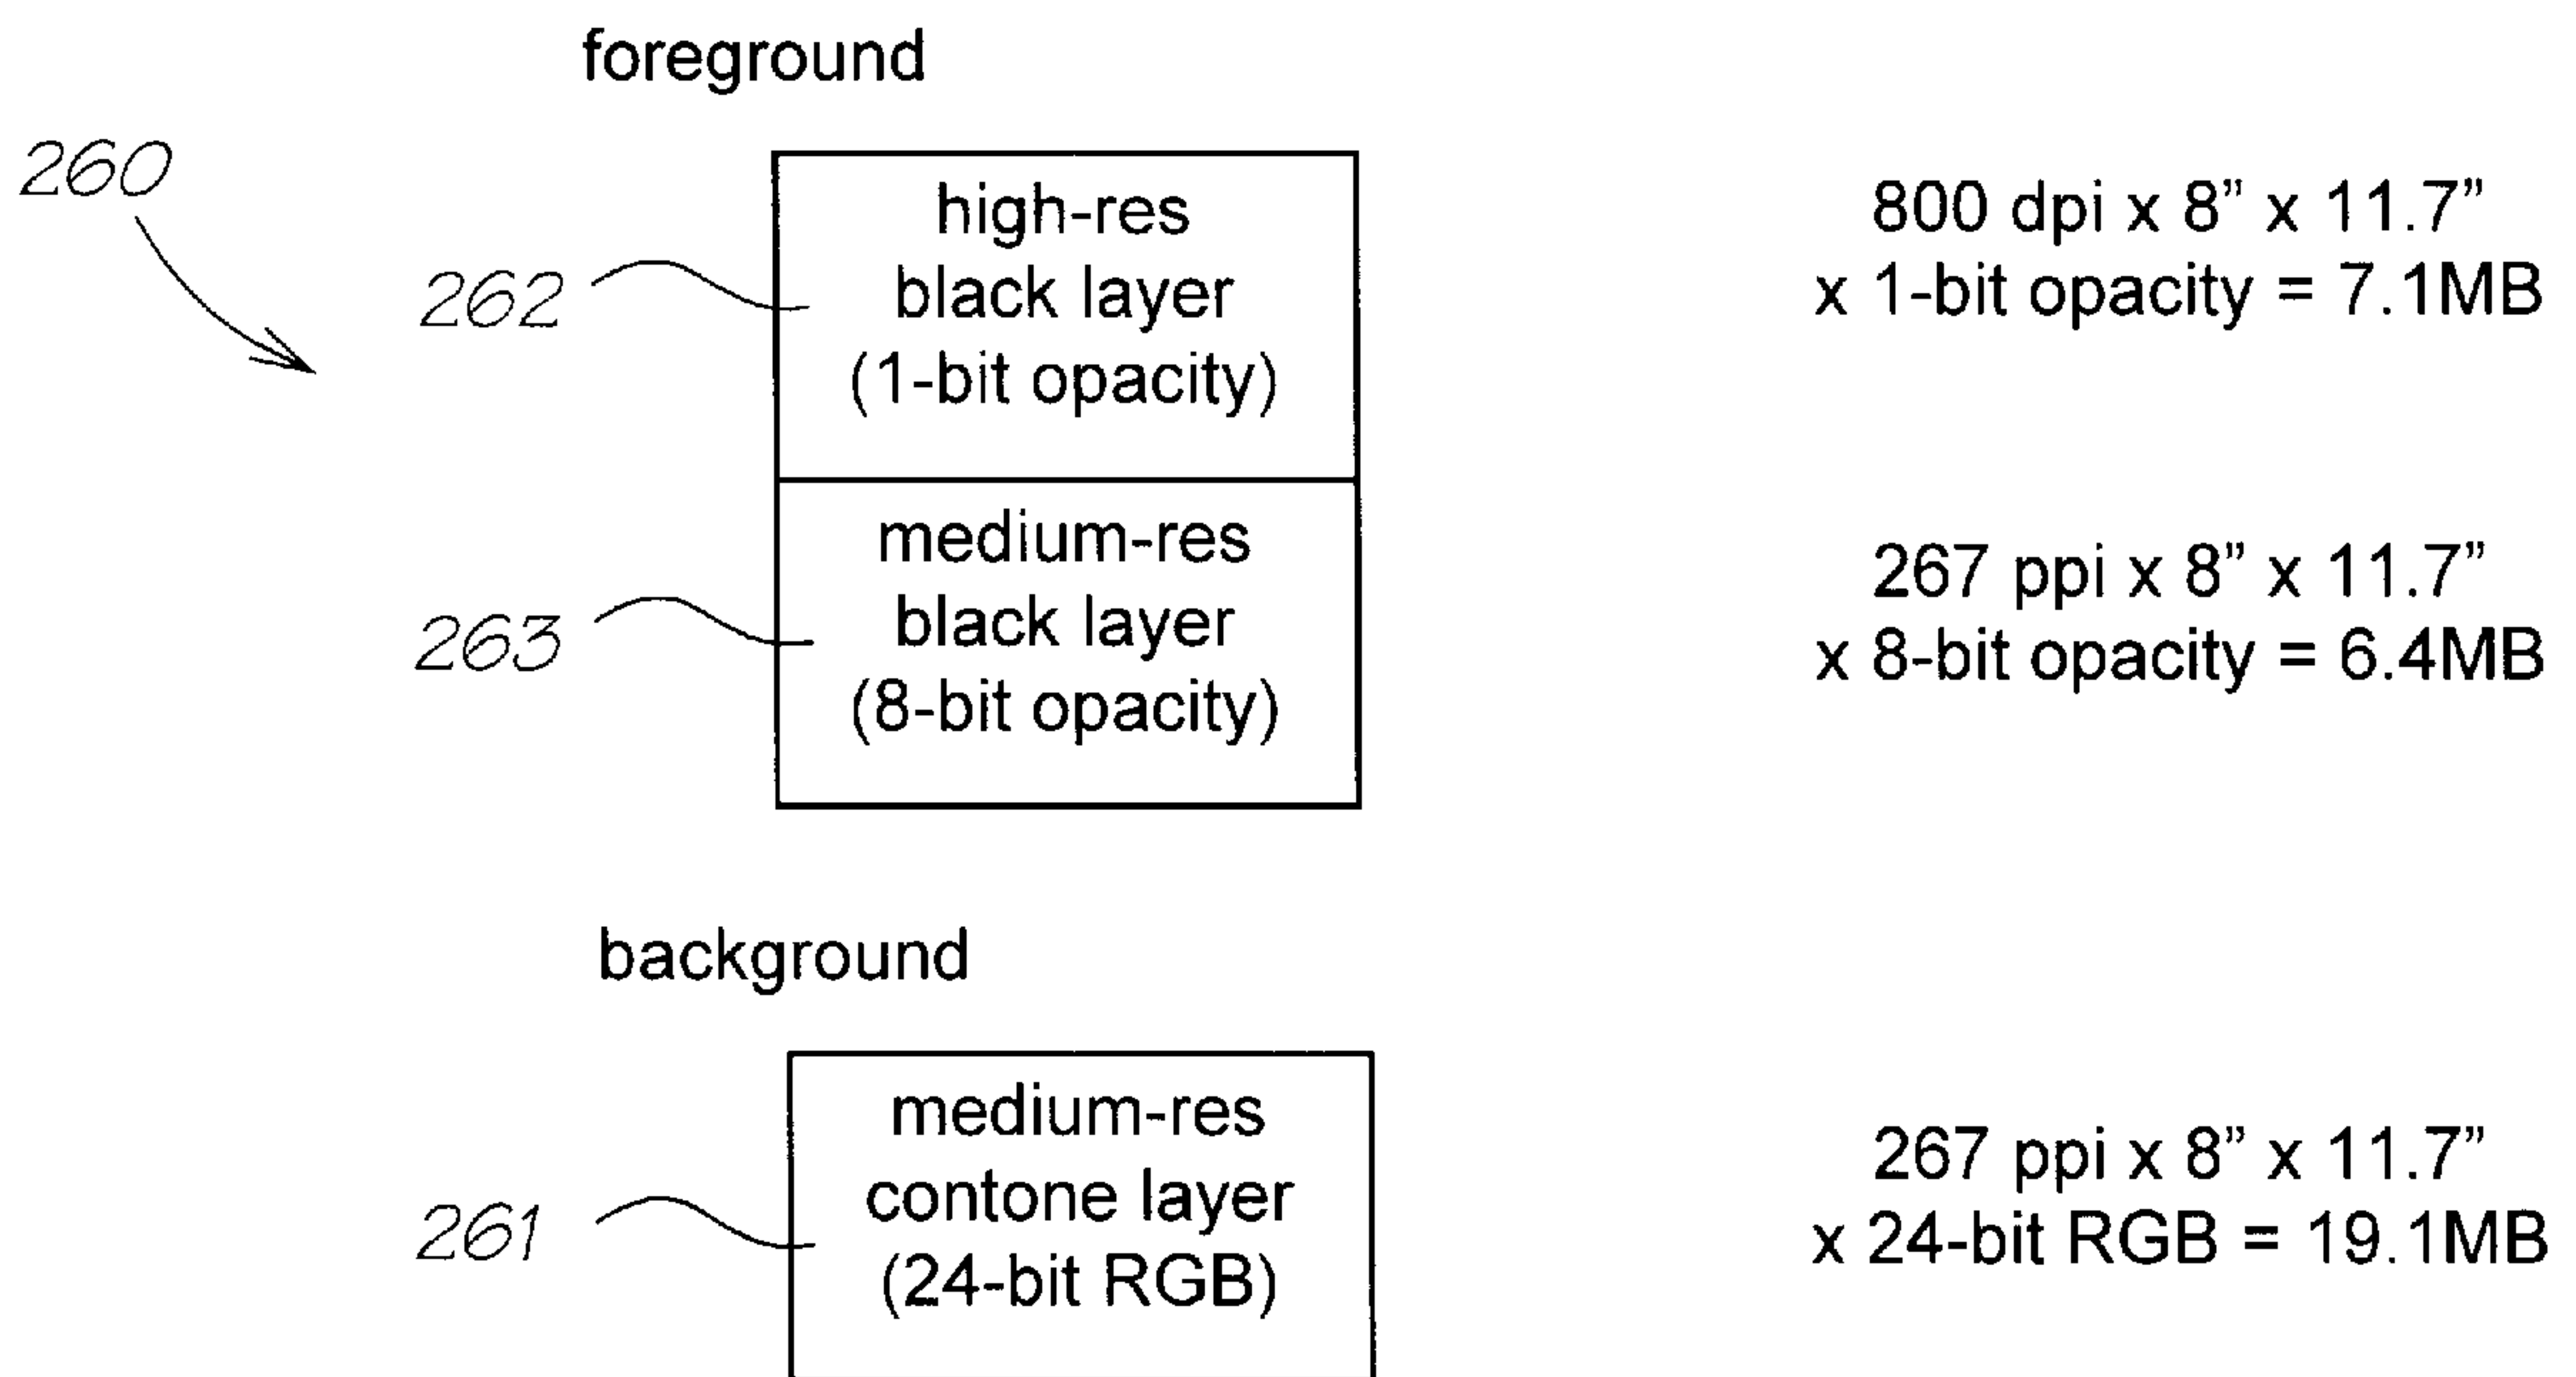 foreground
260
262
high-res
black layer
(1-bit opacity)
800 dpi x 8” x 11.7”
x 1-bit opacity = 7.1MB
263
medium-res
black layer
(8-bit opacity)
267 ppi x 8” x 11.7”
x 8-bit opacity = 6.4MB
background
261
medium-res
contone layer
(24-bit RGB)
267 ppi x 8” x 11.7”
x 24-bit RGB = 19.1MB